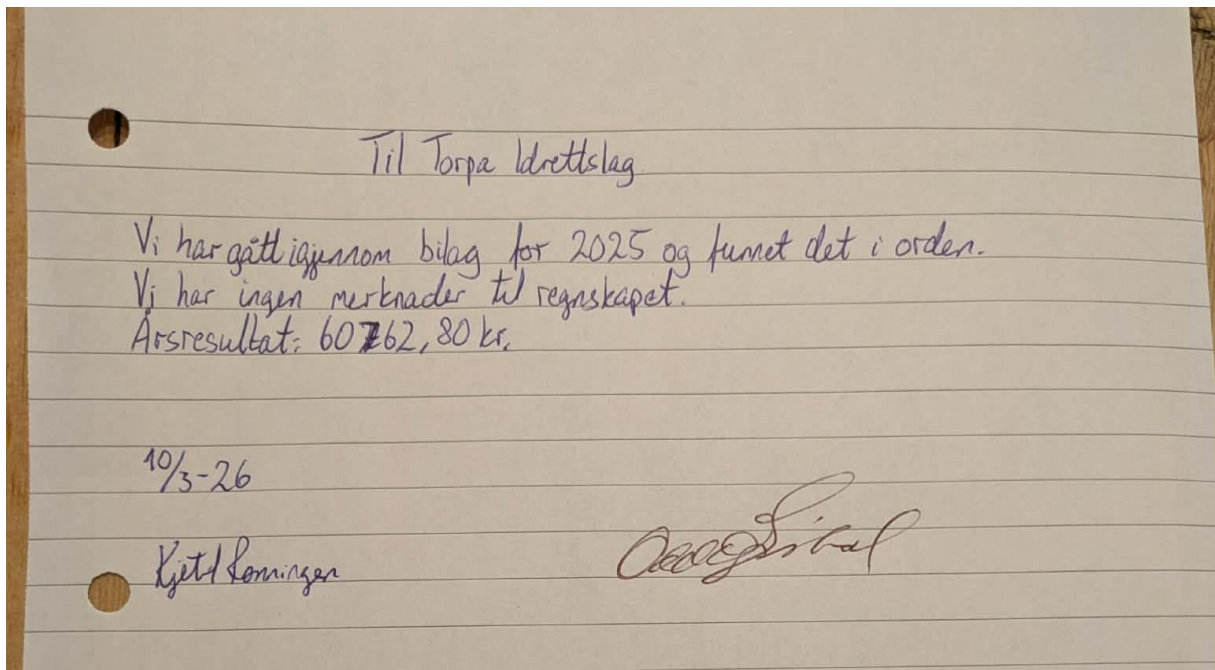 Til Torpa Idrettslag
Vi har gått igjennom bilag for 2025 og funnet det i orden.
Vi har ingen merknader til regnskapet.
Årsresultat: 60762,80 kr.
10/3-26
Kjetil Rønningen